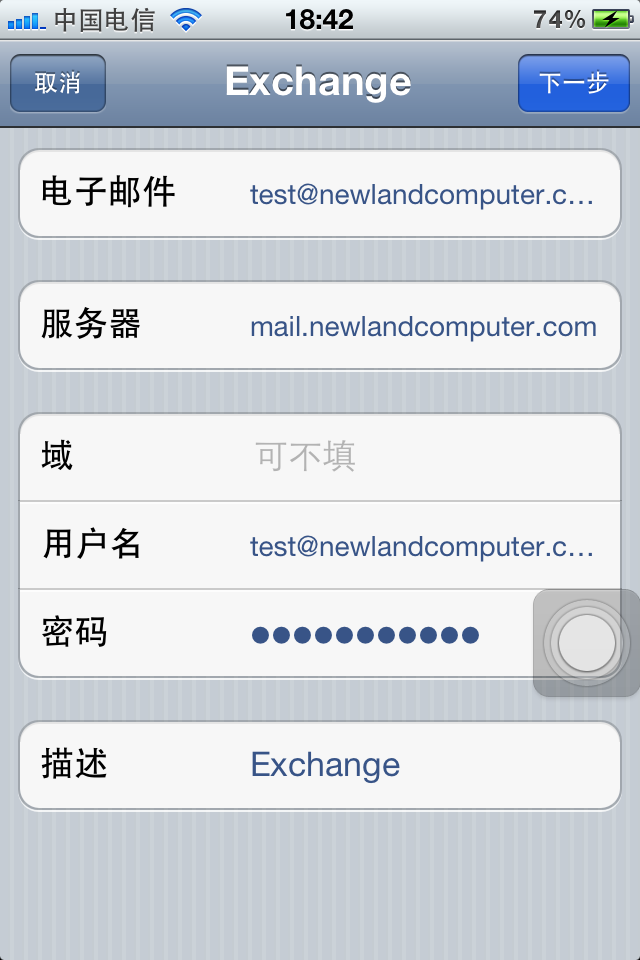 中国电信 18:42 74%
取消 Exchange 下一步
电子邮件 test@newlandcomputer.c...
服务器 mail.newlandcomputer.com
域 可不填
用户名 test@newlandcomputer.c...
密码 ●●●●●●●●●●●
描述 Exchange